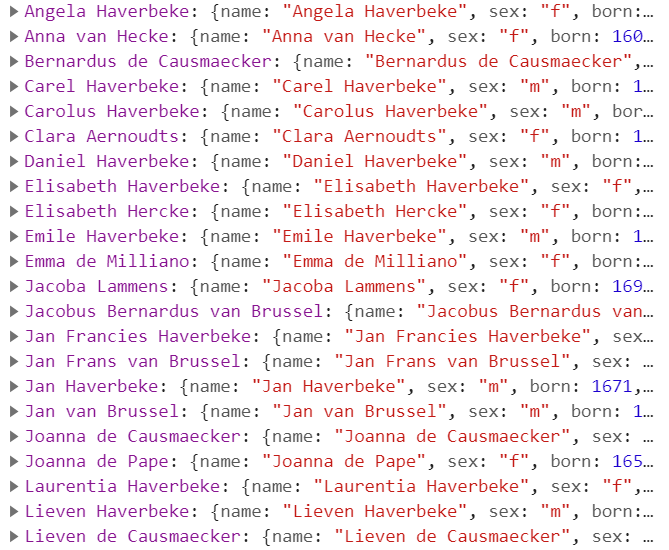 Angela Haverbeke: {name: "Angela Haverbeke", sex: "f", born:…
Anna van Hecke: {name: "Anna van Hecke", sex: "f", born: 160…
Bernardus de Causmaecker: {name: "Bernardus de Causmaecker",…
Carel Haverbeke: {name: "Carel Haverbeke", sex: "m", born: 1…
Carolus Haverbeke: {name: "Carolus Haverbeke", sex: "m", bor…
Clara Aernoudts: {name: "Clara Aernoudts", sex: "f", born: 1…
Daniel Haverbeke: {name: "Daniel Haverbeke", sex: "m", born:…
Elisabeth Haverbeke: {name: "Elisabeth Haverbeke", sex: "f",…
Elisabeth Hercke: {name: "Elisabeth Hercke", sex: "f", born:…
Emile Haverbeke: {name: "Emile Haverbeke", sex: "m", born: 1…
Emma de Milliano: {name: "Emma de Milliano", sex: "f", born:…
Jacoba Lammens: {name: "Jacoba Lammens", sex: "f", born: 169…
Jacobus Bernardus van Brussel: {name: "Jacobus Bernardus van…
Jan Francies Haverbeke: {name: "Jan Francies Haverbeke", sex…
Jan Frans van Brussel: {name: "Jan Frans van Brussel", sex: …
Jan Haverbeke: {name: "Jan Haverbeke", sex: "m", born: 1671,…
Jan van Brussel: {name: "Jan van Brussel", sex: "m", born: 1…
Joanna de Causmaecker: {name: "Joanna de Causmaecker", sex: …
Joanna de Pape: {name: "Joanna de Pape", sex: "f", born: 165…
Laurentia Haverbeke: {name: "Laurentia Haverbeke", sex: "f",…
Lieven Haverbeke: {name: "Lieven Haverbeke", sex: "m", born:…
Lieven de Causmaecker: {name: "Lieven de Causmaecker", sex: …